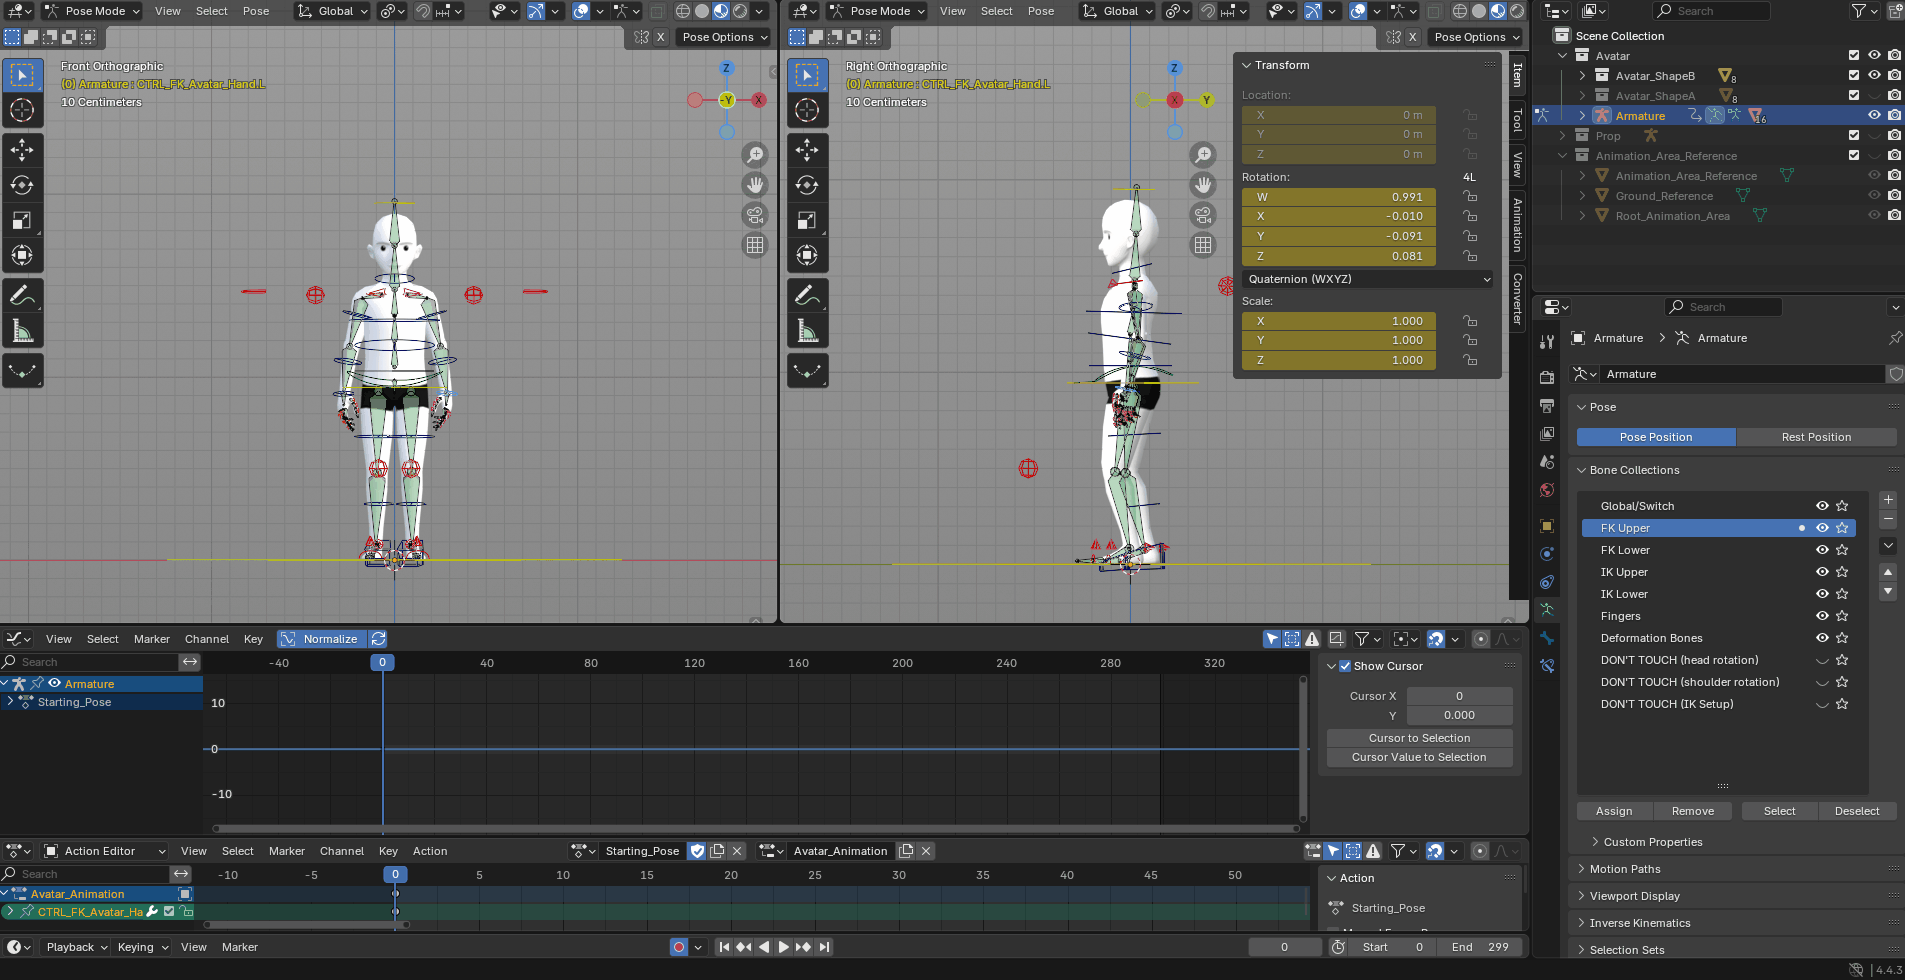 Pose Mode View Select Pose Global
Pose Mode View Select Pose Global
Search
X Pose Options
X Pose Options
Front Orthographic
(0) Armature : CTRL_FK_Avatar_Hand.L
10 Centimeters
Z
-Y
X
Right Orthographic
(0) Armature : CTRL_FK_Avatar_Hand.L
10 Centimeters
Z
X
Y
Transform
Location:
X 0 m
Y 0 m
Z 0 m
Rotation: 4L
W 0.991
X -0.010
Y -0.091
Z 0.081
Quaternion (WXYZ)
Scale:
X 1.000
Y 1.000
Z 1.000
Item
Tool
View
Animation
Converter
Scene Collection
Avatar
Avatar_ShapeB 8
Avatar_ShapeA 8
Armature 16
Prop
Animation_Area_Reference
Animation_Area_Reference
Ground_Reference
Root_Animation_Area
Search
Armature Armature
Armature
Pose
Pose Position Rest Position
Bone Collections
Global/Switch
FK Upper
FK Lower
IK Upper
IK Lower
Fingers
Deformation Bones
DON'T TOUCH (head rotation)
DON'T TOUCH (shoulder rotation)
DON'T TOUCH (IK Setup)
Assign Remove Select Deselect
Custom Properties
Motion Paths
Viewport Display
Inverse Kinematics
Selection Sets
View Select Marker Channel Key Normalize
Search
-40 0 40 80 120 160 200 240 280 320
Armature
Starting_Pose
10
0
-10
Show Cursor
Cursor X 0
Y 0.000
Cursor to Selection
Cursor Value to Selection
Action Editor View Select Marker Channel Key Action Starting_Pose Avatar_Animation
Search
-10 -5 0 5 10 15 20 25 30 35 40 45 50
Avatar_Animation
CTRL_FK_Avatar_Ha
Action
Starting_Pose
Playback Keying View Marker
0 Start 0 End 299
4.4.3